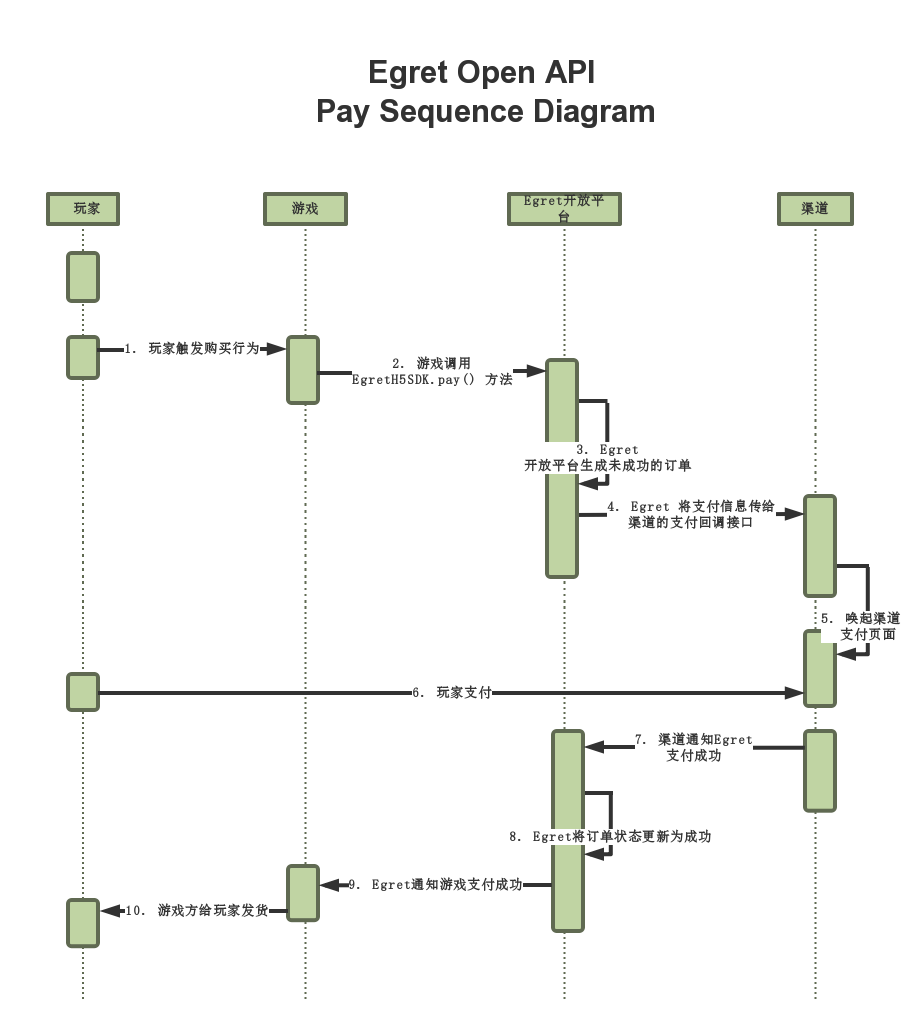 Egret Open API
Pay Sequence Diagram
玩家
游戏
Egret开放平
台
渠道
1. 玩家触发购买行为
2. 游戏调用
EgretH5SDK.pay() 方法
3. Egret
开放平台生成未成功的订单
4. Egret 将支付信息传给
渠道的支付回调接口
5. 唤起渠道
支付页面
6. 玩家支付
7. 渠道通知Egret
支付成功
8. Egret将订单状态更新为成功
9. Egret通知游戏支付成功
10. 游戏方给玩家发货